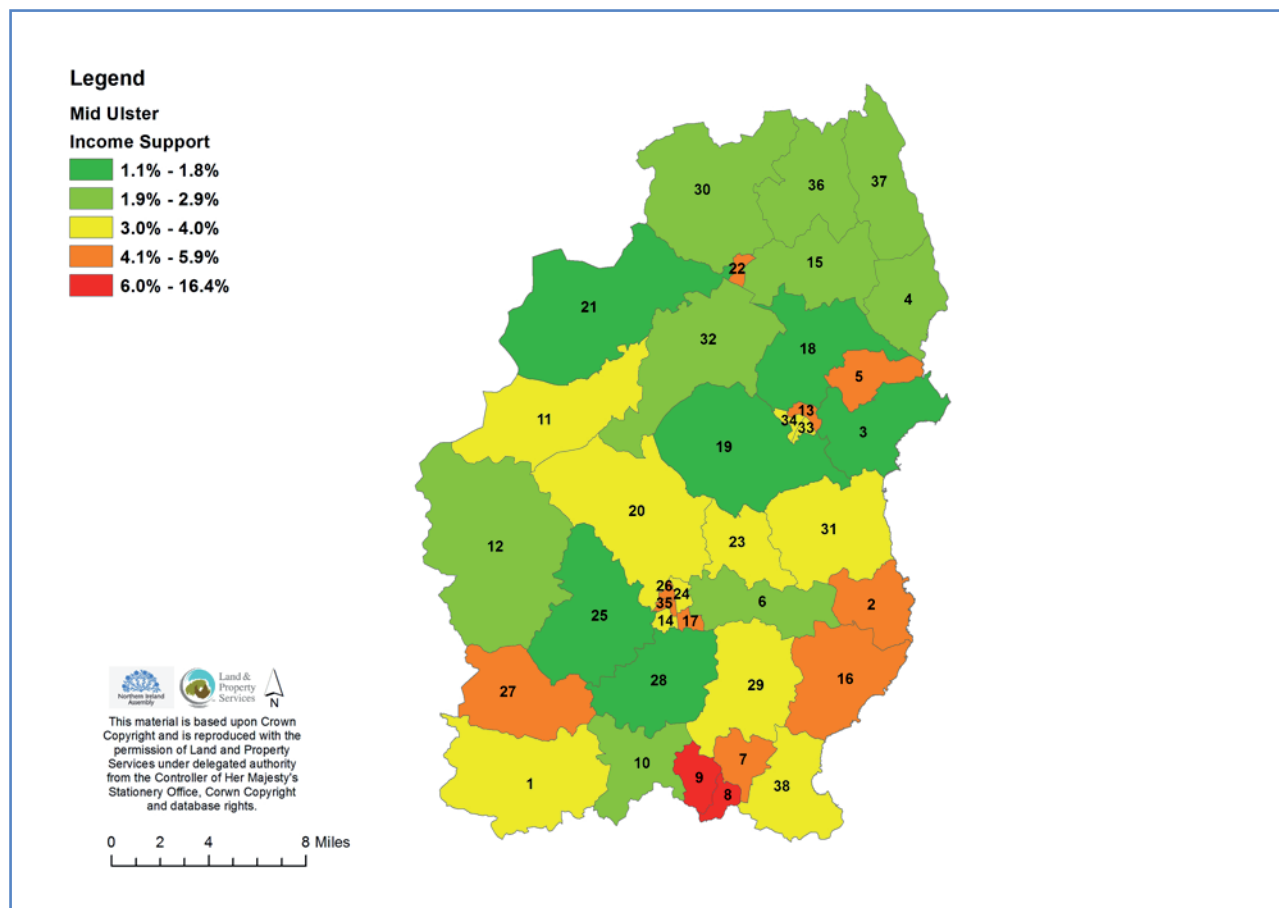 Legend
Mid Ulster
Income Support
1.1% - 1.8%
1.9% - 2.9%
3.0% - 4.0%
4.1% - 5.9%
6.0% - 16.4%
30
36
37
22
15
4
21
32
18
5
11
34
13
33
3
19
20
23
31
12
26
24
35
6
2
25
14
17
27
28
29
16
10
9
7
1
8
38
Northern Ireland
Assembly
Land &
Property
Services
N
This material is based upon Crown
Copyright and is reproduced with the
permission of Land and Property
Services under delegated authority
from the Controller of Her Majesty's
Stationery Office, Corwn Copyright
and database rights.
0 2 4 8 Miles